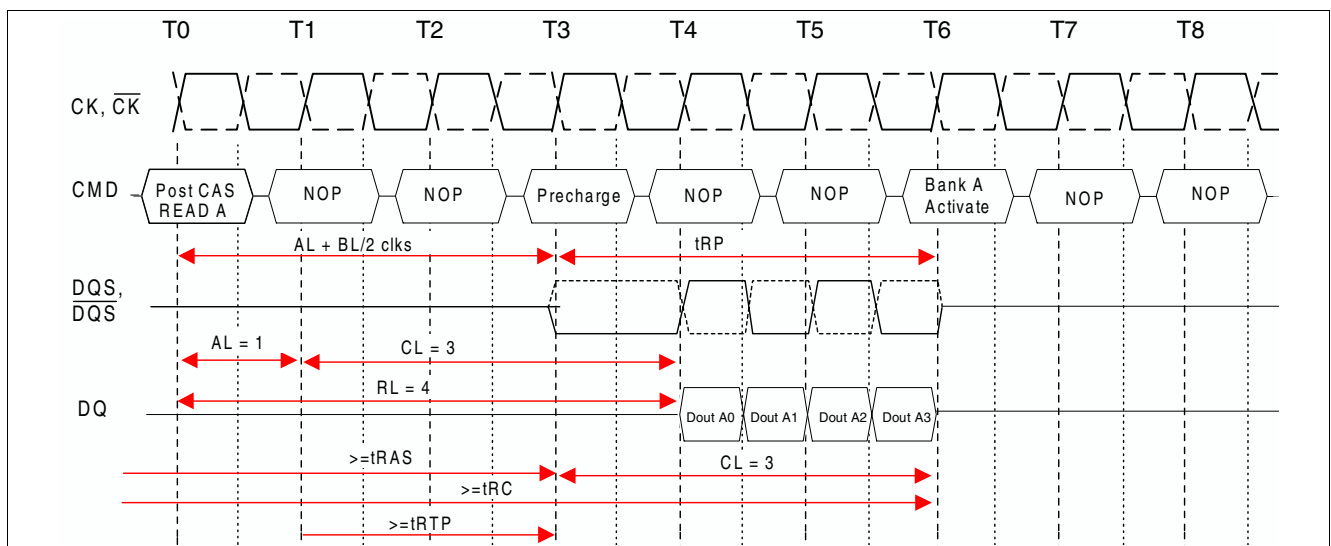 T0 T1 T2 T3 T4 T5 T6 T7 T8
CK, CK
CMD
Post CAS
READ A
NOP
NOP
Precharge
NOP
NOP
Bank A
Activate
NOP
NOP
AL + BL/2 clks
tRP
DQS,
DQS
AL = 1
CL = 3
RL = 4
DQ
Dout A0
Dout A1
Dout A2
Dout A3
>=tRAS
CL = 3
>=tRC
>=tRTP